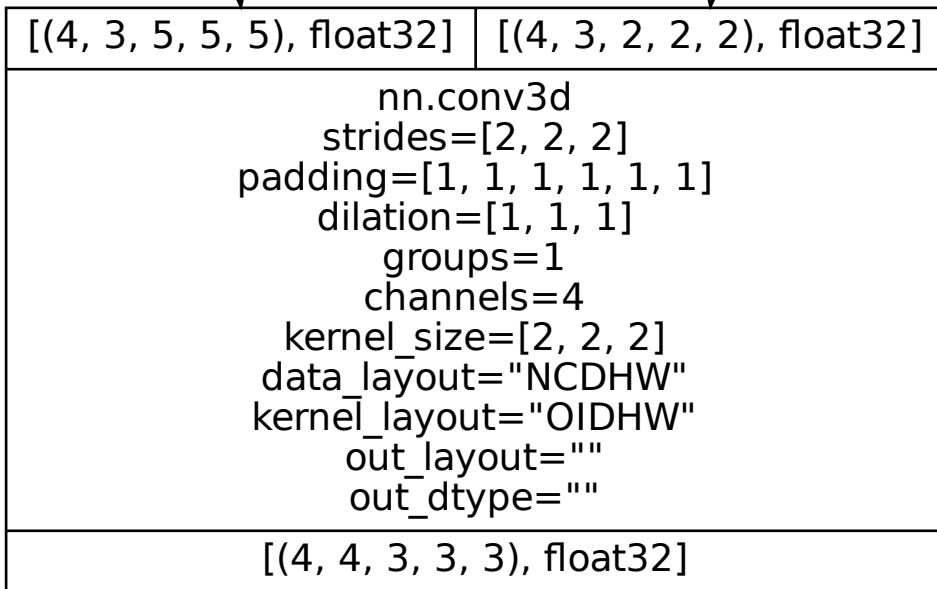 [(4, 3, 5, 5, 5), float32] [(4, 3, 2, 2, 2), float32]
nn.conv3d
strides=[2, 2, 2]
padding=[1, 1, 1, 1, 1, 1]
dilation=[1, 1, 1]
groups=1
channels=4
kernel_size=[2, 2, 2]
data_layout="NCDHW"
kernel_layout="OIDHW"
out_layout=""
out_dtype=""
[(4, 4, 3, 3, 3), float32]